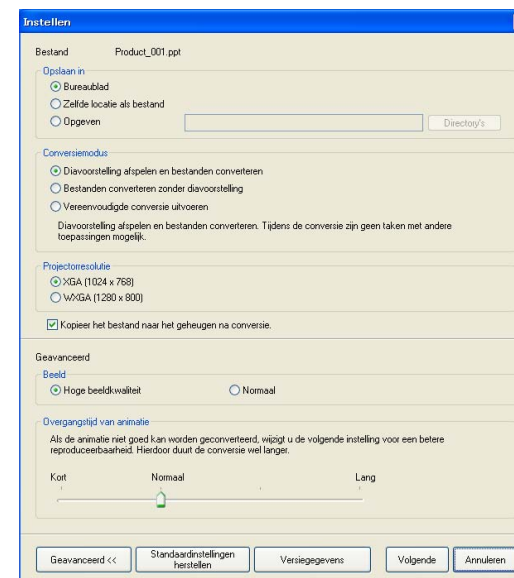 Instellen
Bestand Product_001.ppt
Opslaan in
Bureaublad
Zelfde locatie als bestand
Opgeven Directory's
Conversiemodus
Diavoorstelling afspelen en bestanden converteren
Bestanden converteren zonder diavoorstelling
Vereenvoudigde conversie uitvoeren
Diavoorstelling afspelen en bestanden converteren. Tijdens de conversie zijn geen taken met andere
toepassingen mogelijk.
Projectorresolutie
XGA (1024 x 768)
WXGA (1280 x 800)
Kopieer het bestand naar het geheugen na conversie.
Geavanceerd
Beeld
Hoge beeldkwaliteit Normaal
Overgangstijd van animatie
Als de animatie niet goed kan worden geconverteerd, wijzigt u de volgende instelling voor een betere
reproduceerbaarheid. Hierdoor duurt de conversie wel langer.
Kort Normaal Lang
Geavanceerd << Standaardinstellingen herstellen Versiegegevens Volgende Annuleren